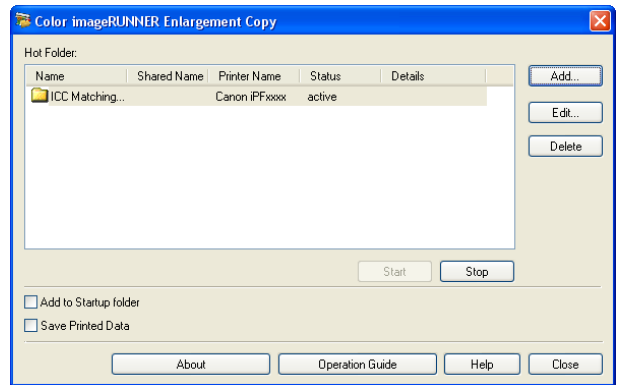 Color imageRUNNER Enlargement Copy
Hot Folder:
Name Shared Name Printer Name Status Details
ICC Matching... Canon iPFxxxx active
Add...
Edit...
Delete
Start Stop
Add to Startup folder
Save Printed Data
About Operation Guide Help Close